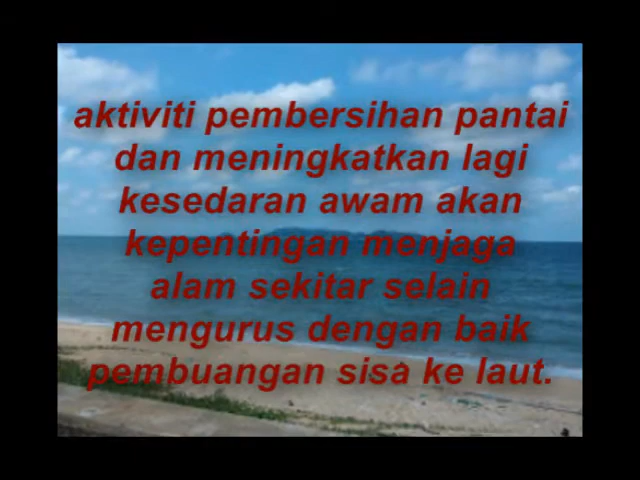 aktiviti pembersihan pantai
dan meningkatkan lagi
kesedaran awam akan
kepentingan menjaga
alam sekitar selain
mengurus dengan baik
pembuangan sisa ke laut.